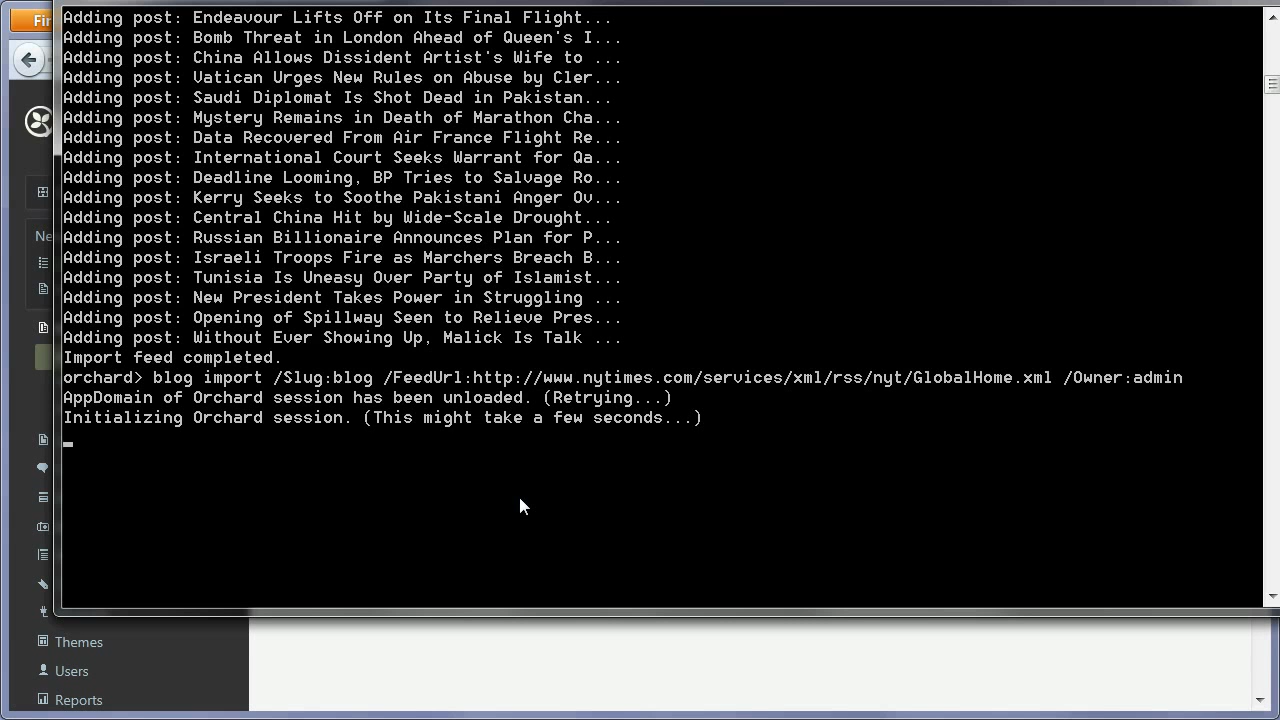 Adding post: Endeavour Lifts Off on Its Final Flight...
Adding post: Bomb Threat in London Ahead of Queen's I...
Adding post: China Allows Dissident Artist's Wife to ...
Adding post: Vatican Urges New Rules on Abuse by Cler...
Adding post: Saudi Diplomat Is Shot Dead in Pakistan...
Adding post: Mystery Remains in Death of Marathon Cha...
Adding post: Data Recovered From Air France Flight Re...
Adding post: International Court Seeks Warrant for Qa...
Adding post: Deadline Looming, BP Tries to Salvage Ro...
Adding post: Kerry Seeks to Soothe Pakistani Anger Ov...
Adding post: Central China Hit by Wide-Scale Drought...
Adding post: Russian Billionaire Announces Plan for P...
Adding post: Israeli Troops Fire as Marchers Breach B...
Adding post: Tunisia Is Uneasy Over Party of Islamist...
Adding post: New President Takes Power in Struggling ...
Adding post: Opening of Spillway Seen to Relieve Pres...
Adding post: Without Ever Showing Up, Malick Is Talk ...
Import feed completed.
orchard> blog import /Slug:blog /FeedUrl:http://www.nytimes.com/services/xml/rss/nyt/GlobalHome.xml /Owner:admin
AppDomain of Orchard session has been unloaded. (Retrying...)
Initializing Orchard session. (This might take a few seconds...)
Fir
Ne
Themes
Users
Reports